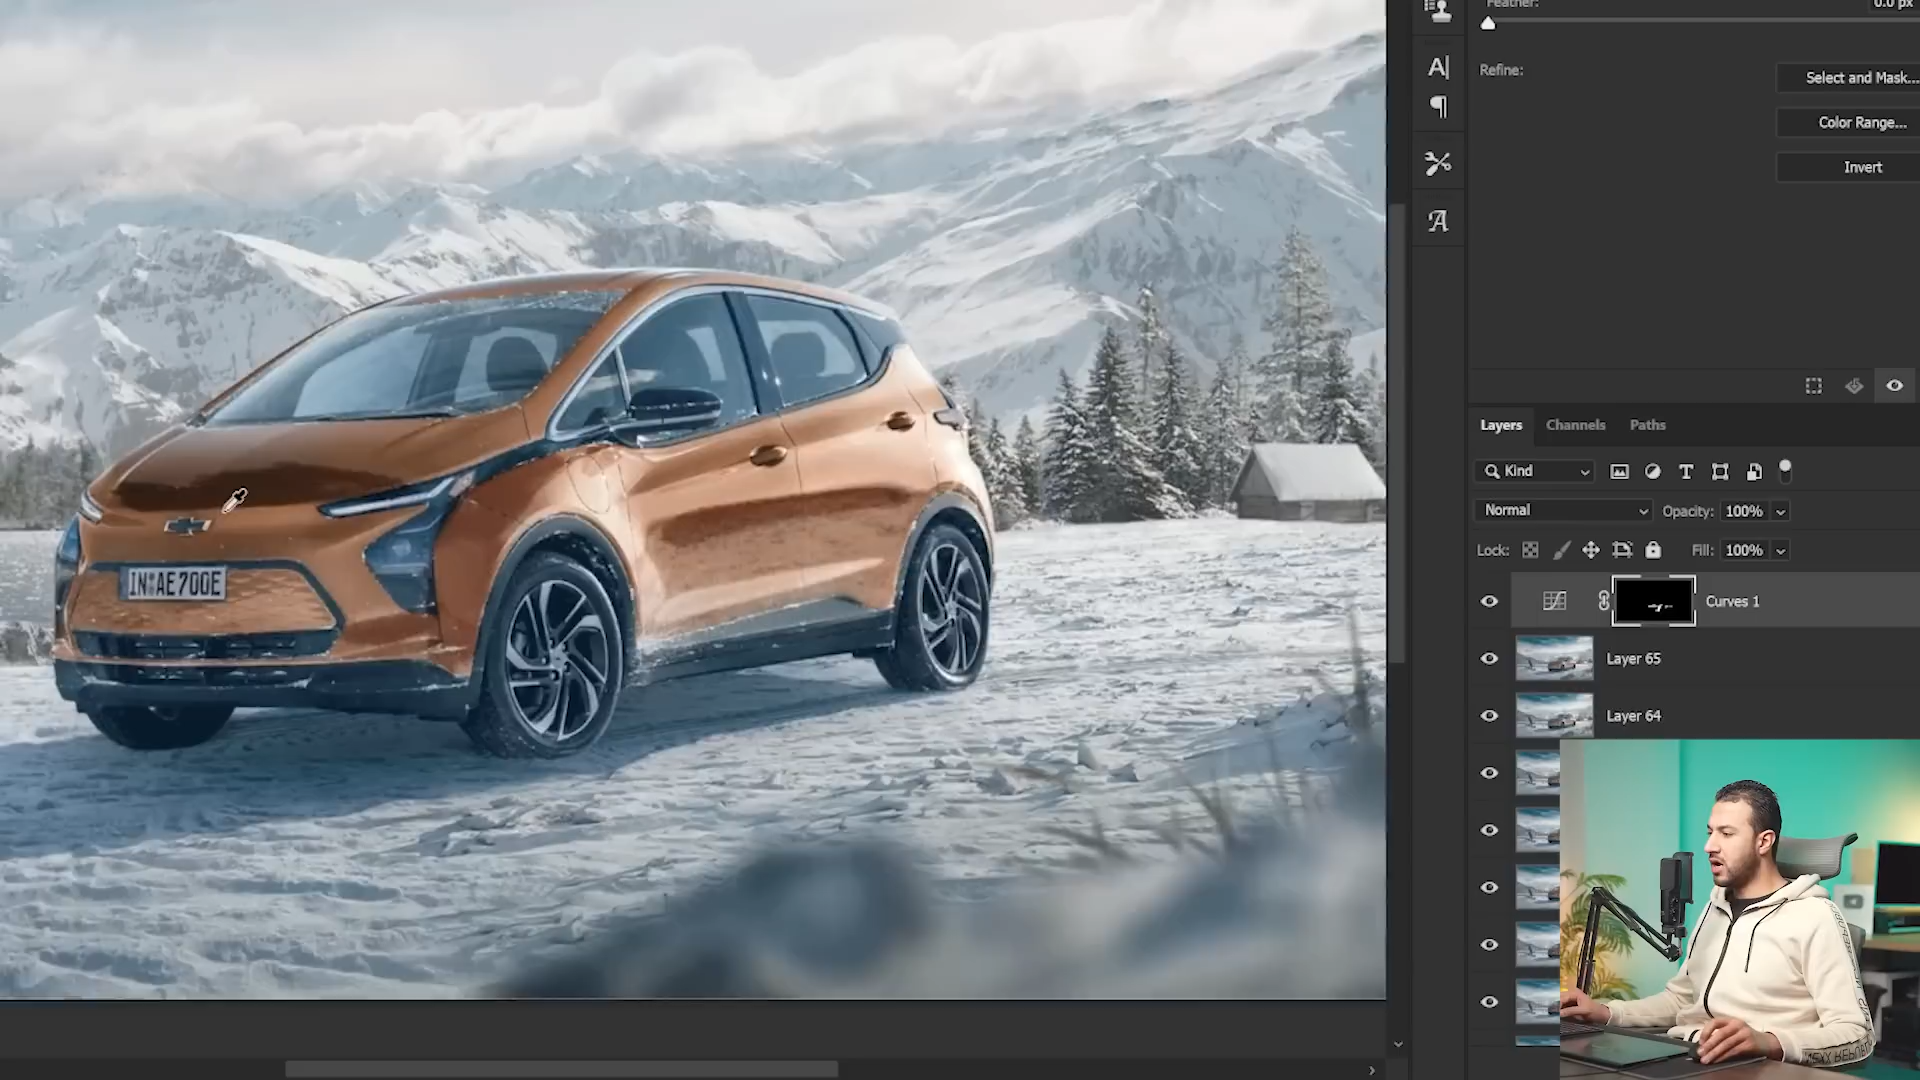 Feather:
0.0 px
Refine:
Select and Mask...
Color Range...
Invert
Layers
Channels
Paths
Kind
Normal
Opacity:
100%
Lock:
Fill:
100%
Curves 1
Layer 65
Layer 64
IN AE700E